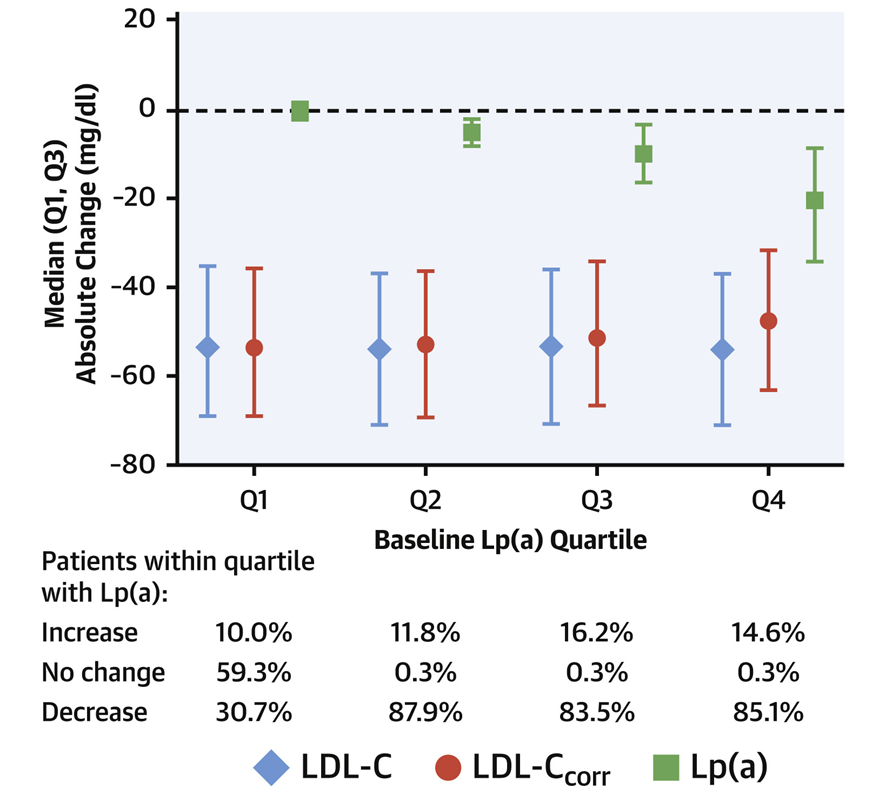 Median (Q1, Q3)
Absolute Change (mg/dl)
20
0
–20
–40
–60
–80
Q1 Q2 Q3 Q4
Baseline Lp(a) Quartile
Patients within quartile
with Lp(a):
Increase 10.0% 11.8% 16.2% 14.6%
No change 59.3% 0.3% 0.3% 0.3%
Decrease 30.7% 87.9% 83.5% 85.1%
LDL-C LDL-Ccorr Lp(a)